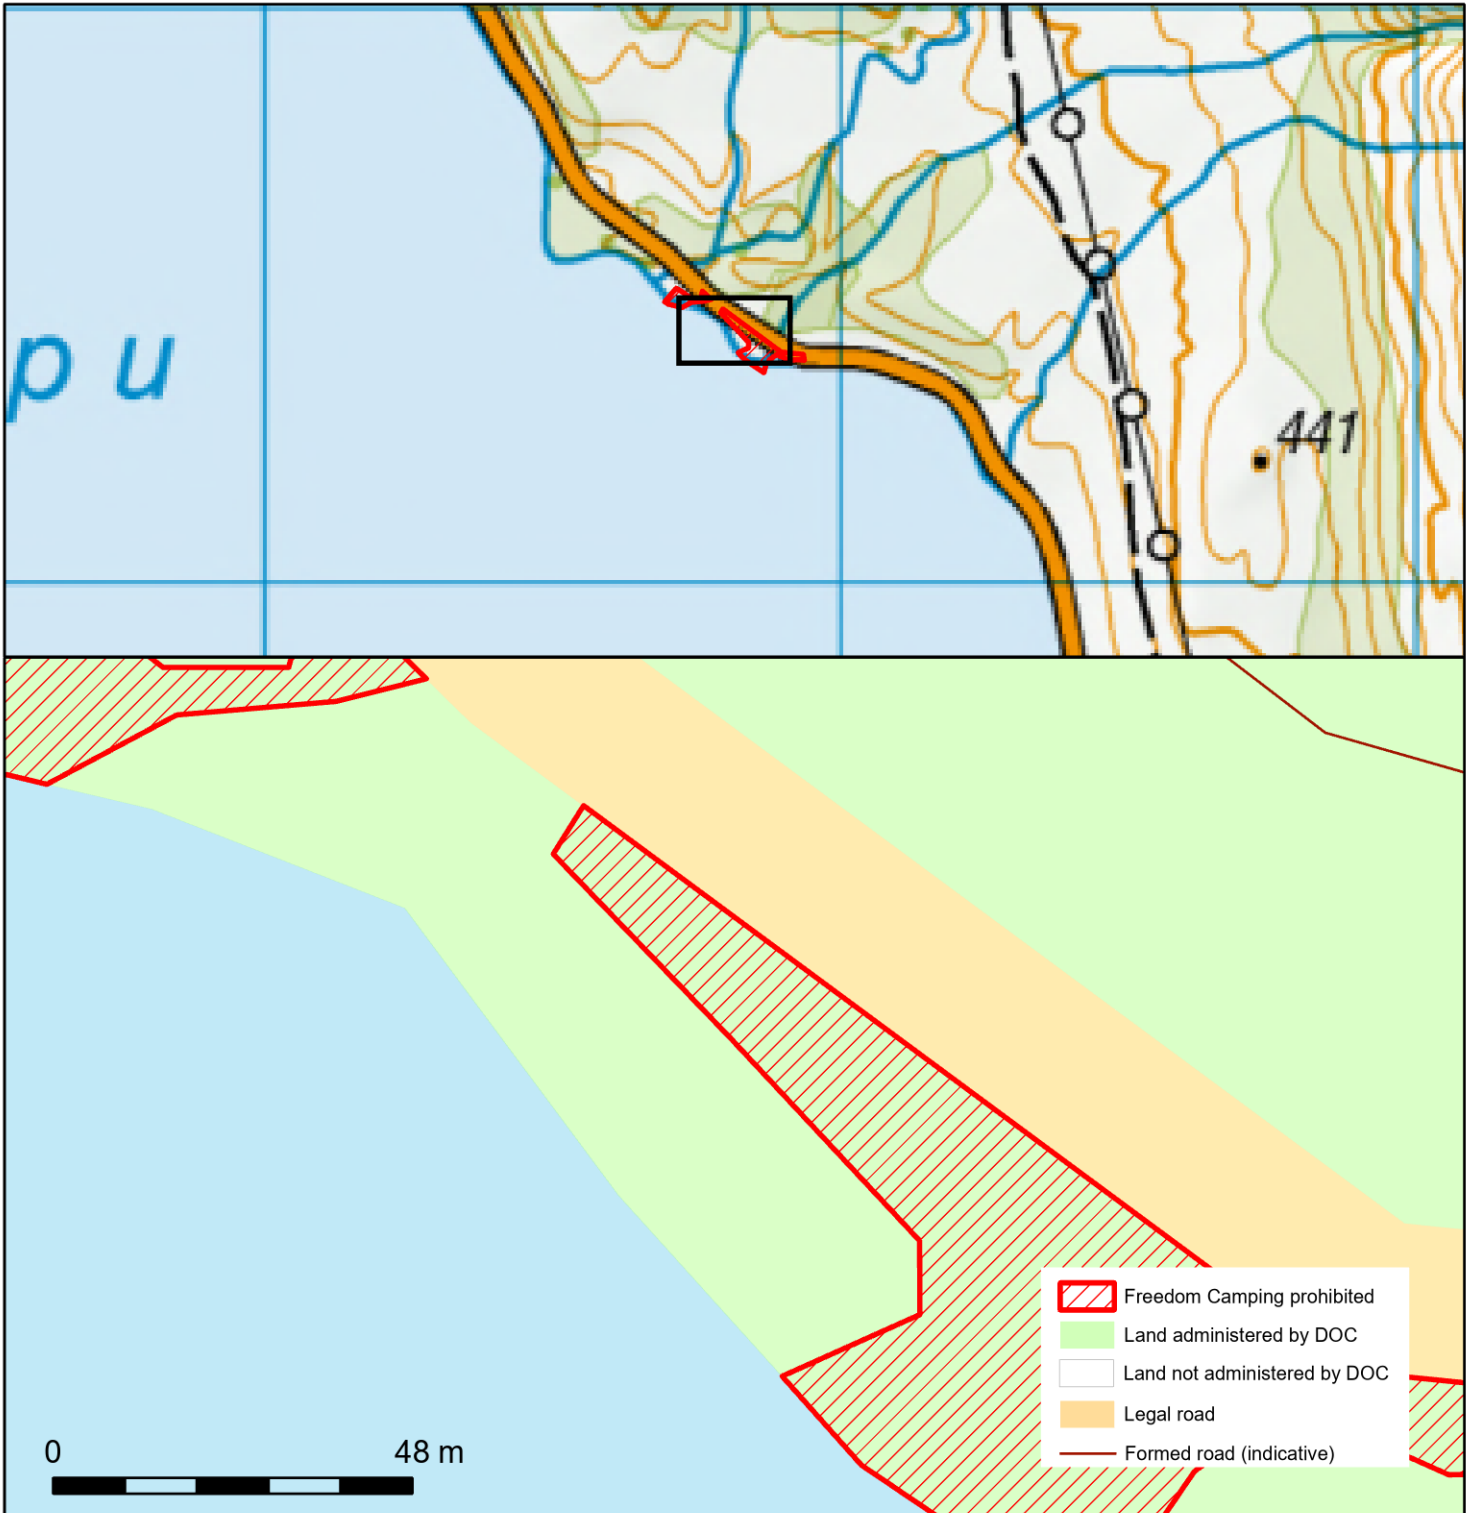 p u
441
Freedom Camping prohibited
Land administered by DOC
Land not administered by DOC
Legal road
Formed road (indicative)
0 48 m